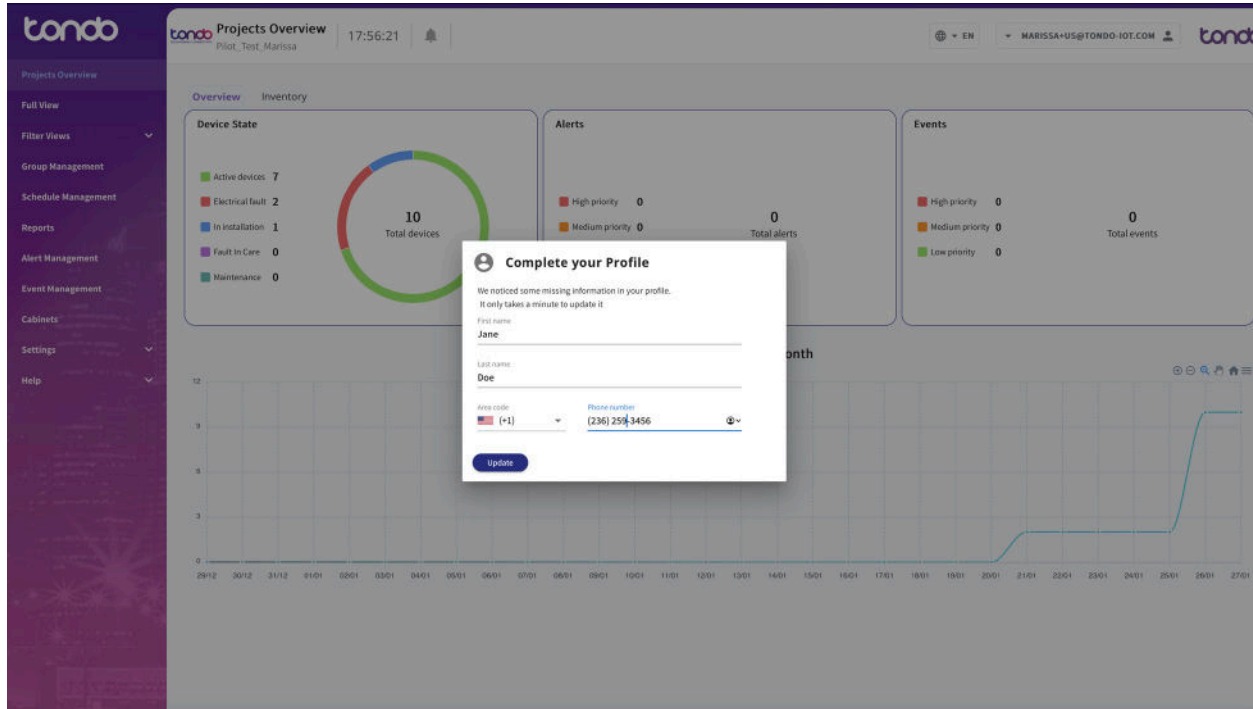 tondo
Projects Overview
Full View
Filter Views
Group Management
Schedule Management
Reports
Alert Management
Event Management
Cabinets
Settings
Help
tondo
Projects Overview
Pilot_Test_Marissa
17:56:21
EN
MARISSA+US@TONDO-IOT.COM
tondo
Overview
Inventory
Device State
Active devices 7
Electrical fault 2
In installation 1
Fault In Care 0
Maintenance 0
10
Total devices
Alerts
High priority 0
Medium priority 0
0
Total alerts
Events
High priority 0
Medium priority 0
Low priority 0
0
Total events
Complete your Profile
We noticed some missing information in your profile.
It only takes a minute to update it
First name
Jane
Last name
Doe
Area code
(+1)
Phone number
(236) 259-3456
Update
onth
12
9
6
3
0
29/12 30/12 31/12 01/01 02/01 03/01 04/01 05/01 06/01 07/01 08/01 09/01 10/01 11/01 12/01 13/01 14/01 15/01 16/01 17/01 18/01 19/01 20/01 21/01 22/01 23/01 24/01 25/01 26/01 27/01